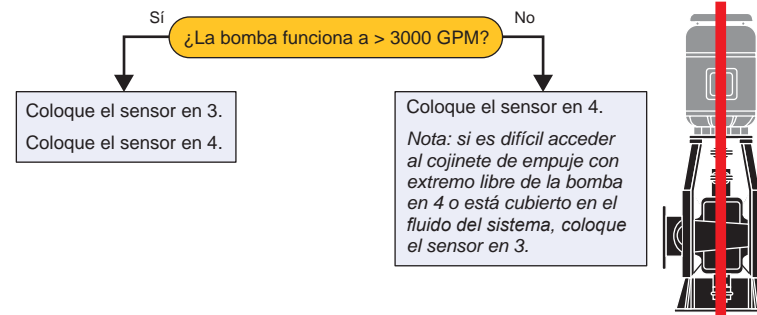 Sí
¿La bomba funciona a > 3000 GPM?
No
Coloque el sensor en 3.
Coloque el sensor en 4.
Coloque el sensor en 4.
Nota: si es difícil acceder
al cojinete de empuje con
extremo libre de la bomba
en 4 o está cubierto en el
fluido del sistema, coloque
el sensor en 3.